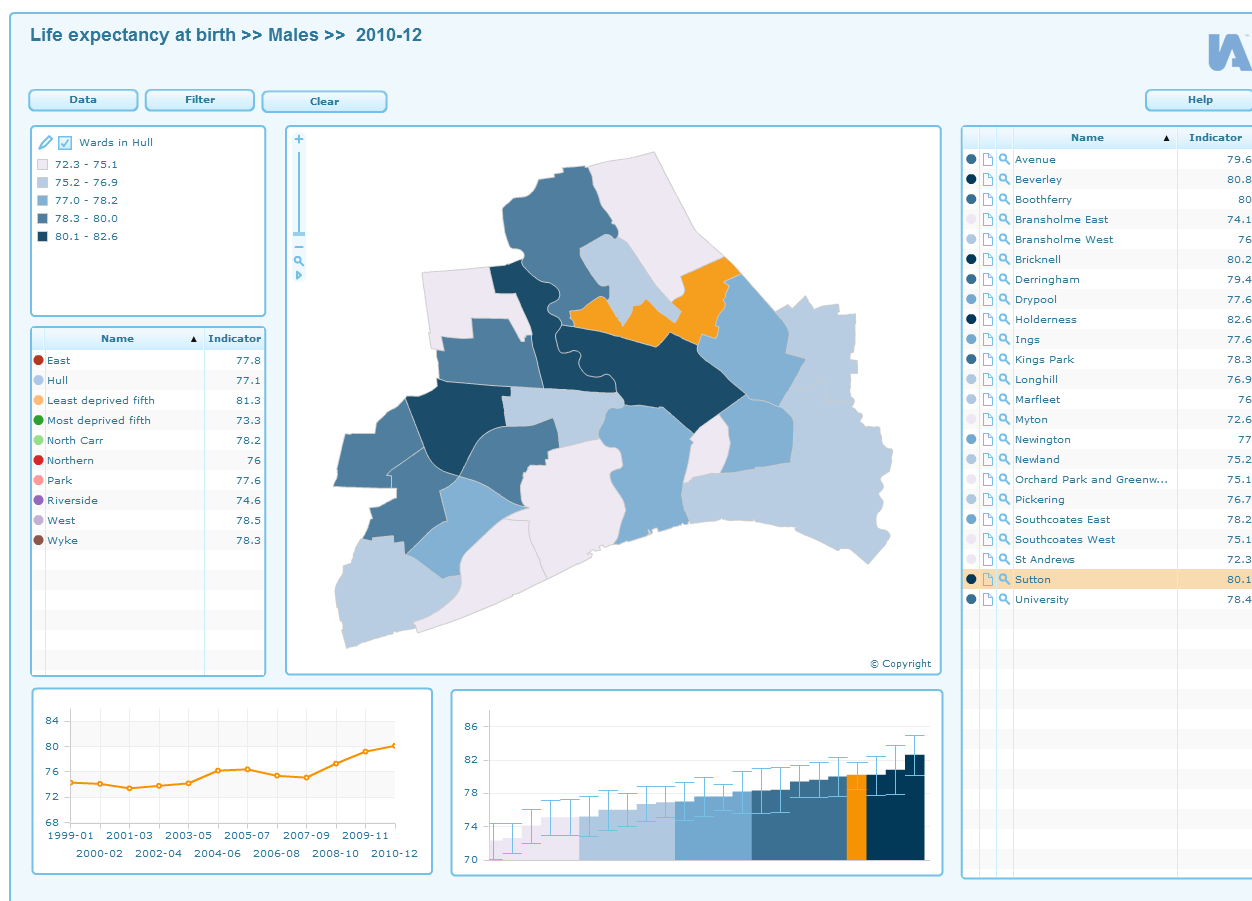 Life expectancy at birth >> Males >> 2010-12
IA
Data Filter Clear Help
Wards in Hull
72.3 - 75.1
75.2 - 76.9
77.0 - 78.2
78.3 - 80.0
80.1 - 82.6
Name ▲ Indicator
East 77.8
Hull 77.1
Least deprived fifth 81.3
Most deprived fifth 73.3
North Carr 78.2
Northern 76
Park 77.6
Riverside 74.6
West 78.5
Wyke 78.3
© Copyright
Name ▲ Indicator
Avenue 79.6
Beverley 80.8
Boothferry 80
Bransholme East 74.1
Bransholme West 76
Bricknell 80.2
Derringham 79.4
Drypool 77.6
Holderness 82.6
Ings 77.6
Kings Park 78.3
Longhill 76.9
Marfleet 76
Myton 72.6
Newington 77
Newland 75.2
Orchard Park and Greenw... 75.1
Pickering 76.7
Southcoates East 78.2
Southcoates West 75.1
St Andrews 72.3
Sutton 80.1
University 78.4
84
80
76
72
68
1999-01 2001-03 2003-05 2005-07 2007-09 2009-11
2000-02 2002-04 2004-06 2006-08 2008-10 2010-12
86
82
78
74
70